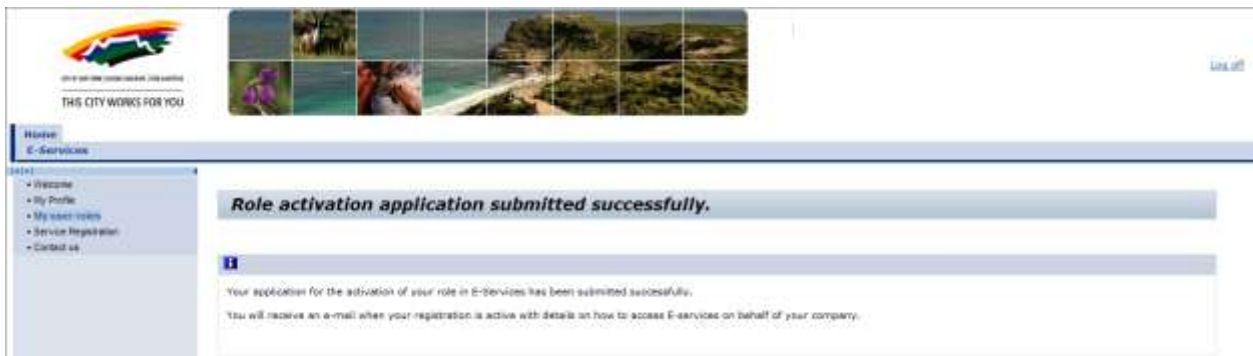 THIS CITY WORKS FOR YOU
Log off
Home
E-Services
• Welcome
• My Profile
• My user roles
• Service Registration
• Contact us
Role activation application submitted successfully.
i
Your application for the activation of your role in E-Services has been submitted successfully.
You will receive an e-mail when your registration is active with details on how to access E-services on behalf of your company.